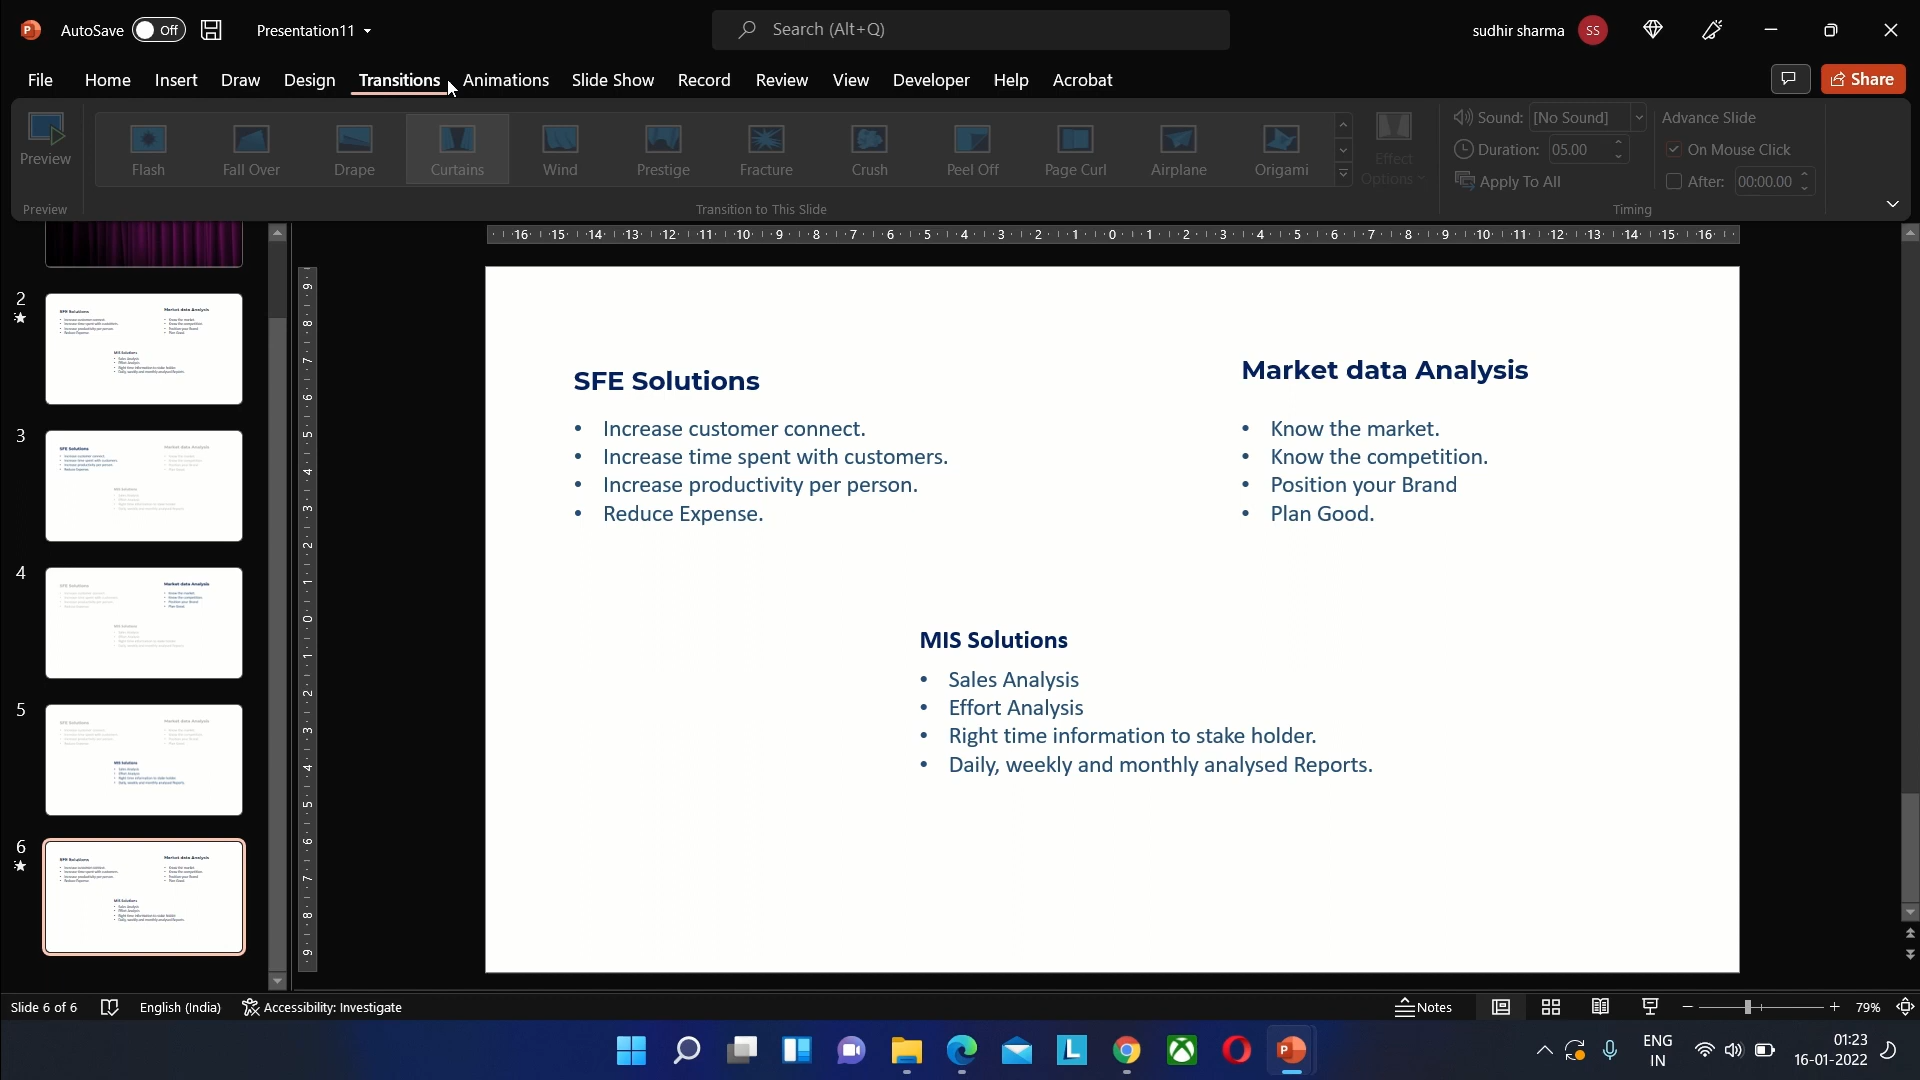 AutoSave Off Presentation11 Search (Alt+Q) sudhir sharma SS
File Home Insert Draw Design Transitions Animations Slide Show Record Review View Developer Help Acrobat Share
Preview
Flash Fall Over Drape Curtains Wind Prestige Fracture Crush Peel Off Page Curl Airplane Origami
Effect
Options
Sound: [No Sound]
Duration: 05.00
Apply To All
Advance Slide
On Mouse Click
After: 00:00.00
Preview Transition to This Slide Timing
2
3
4
5
6
SFE Solutions
• Increase customer connect.
• Increase time spent with customers.
• Increase productivity per person.
• Reduce Expense.
Market data Analysis
• Know the market.
• Know the competition.
• Position your Brand
• Plan Good.
MIS Solutions
• Sales Analysis
• Effort Analysis
• Right time information to stake holder.
• Daily, weekly and monthly analysed Reports.
Slide 6 of 6 English (India) Accessibility: Investigate Notes 79%
ENG
IN
01:23
16-01-2022